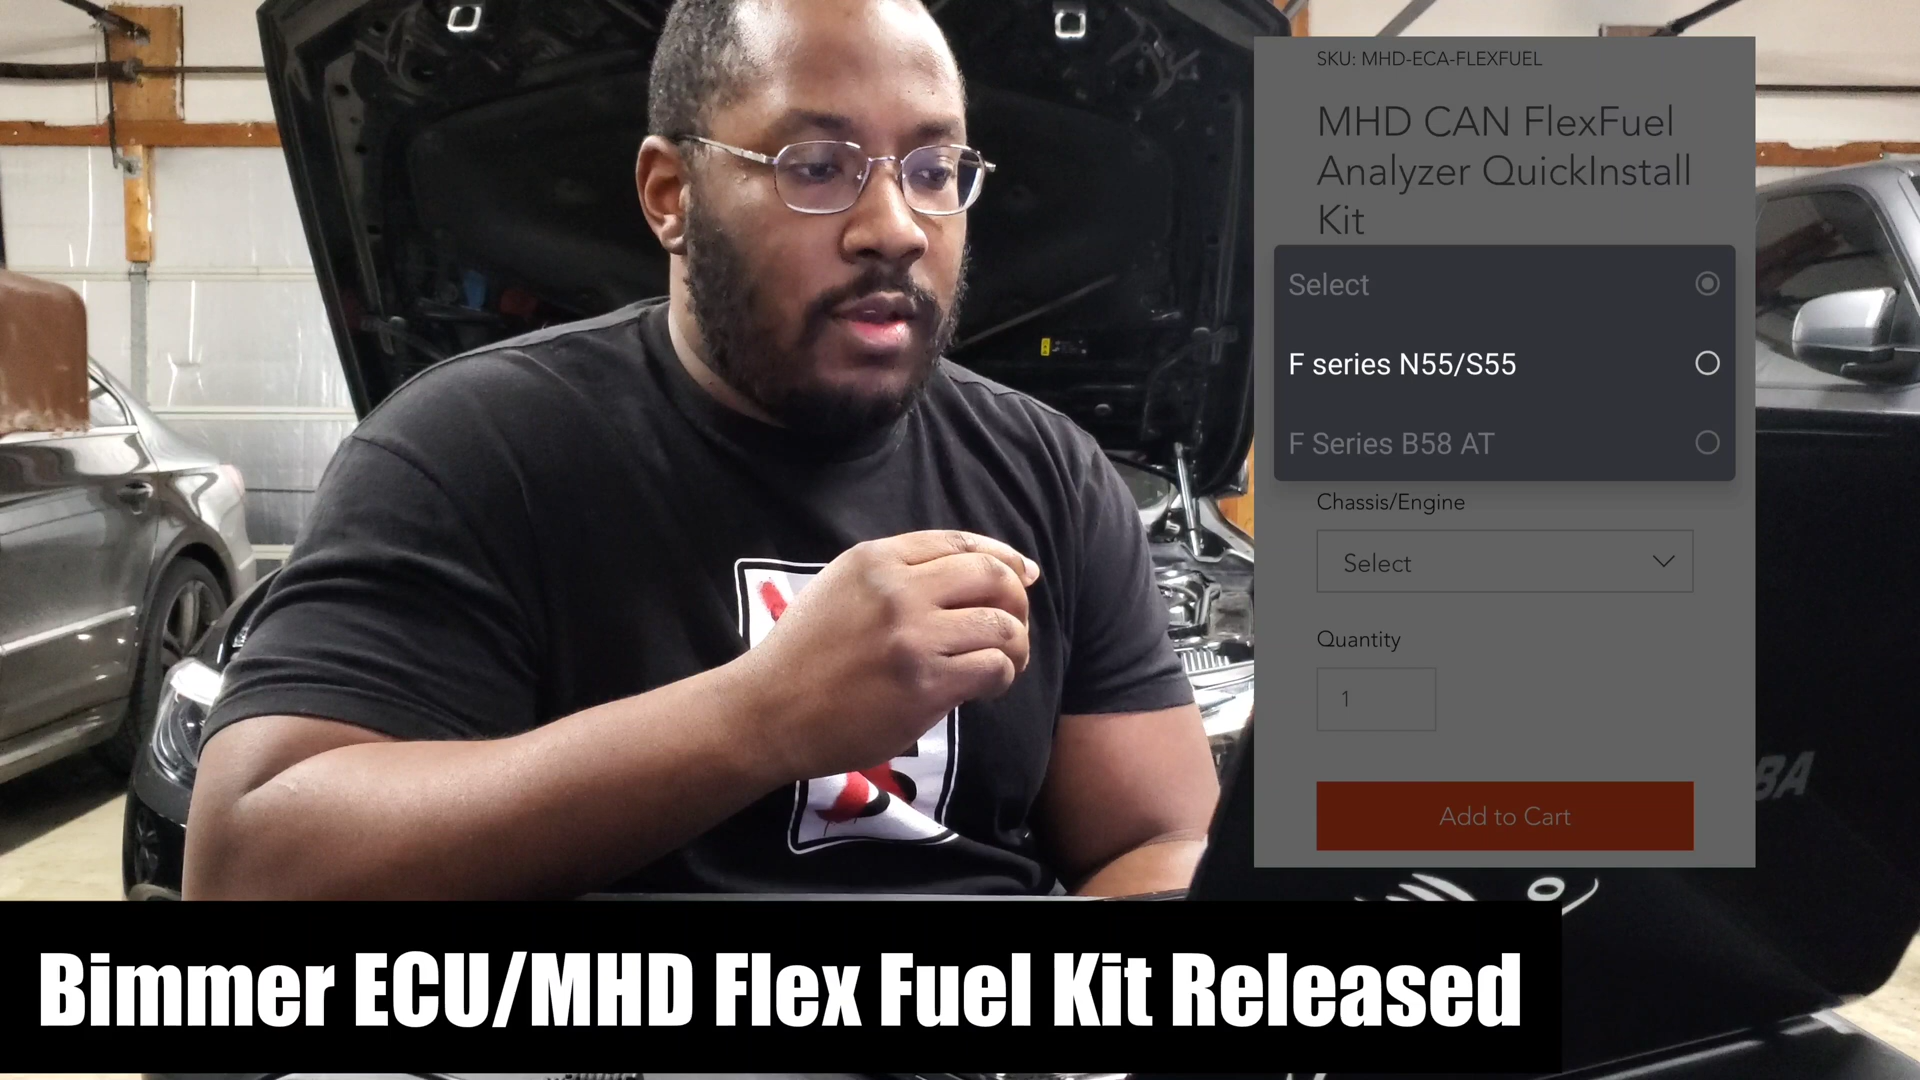 SKU: MHD-ECA-FLEXFUEL
MHD CAN FlexFuel
Analyzer QuickInstall
Kit
Select
F series N55/S55
F Series B58 AT
Chassis/Engine
Select
Quantity
1
Add to Cart
Bimmer ECU/MHD Flex Fuel Kit Released